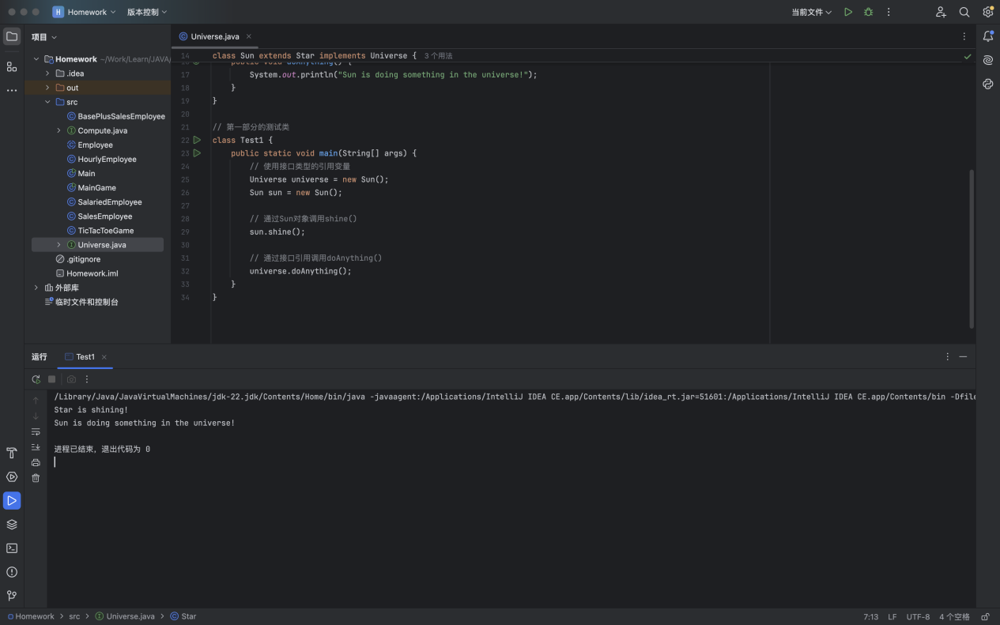 H Homework 版本控制 当前文件
项目
Universe.java
Homework ~/Work/Learn/JAVA/
.idea
out
src
BasePlusSalesEmployee
Compute.java
Employee
HourlyEmployee
Main
MainGame
SalariedEmployee
SalesEmployee
TicTacToeGame
Universe.java
.gitignore
Homework.iml
外部库
临时文件和控制台
14 class Sun extends Star implements Universe { 3个用法
public void doAnything() {
17 System.out.println("Sun is doing something in the universe!");
18 }
19 }
20
21 // 第一部分的测试类
22 class Test1 {
23 public static void main(String[] args) {
24 // 使用接口类型的引用变量
25 Universe universe = new Sun();
26 Sun sun = new Sun();
27
28 // 通过Sun对象调用shine()
29 sun.shine();
30
31 // 通过接口引用调用doAnything()
32 universe.doAnything();
33 }
34 }
运行 Test1
/Library/Java/JavaVirtualMachines/jdk-22.jdk/Contents/Home/bin/java -javaagent:/Applications/IntelliJ IDEA CE.app/Contents/lib/idea_rt.jar=51601:/Applications/IntelliJ IDEA CE.app/Contents/bin -Dfile
Star is shining!
Sun is doing something in the universe!
进程已结束，退出代码为 0
Homework > src > Universe.java > Star 7:13 LF UTF-8 4 个空格